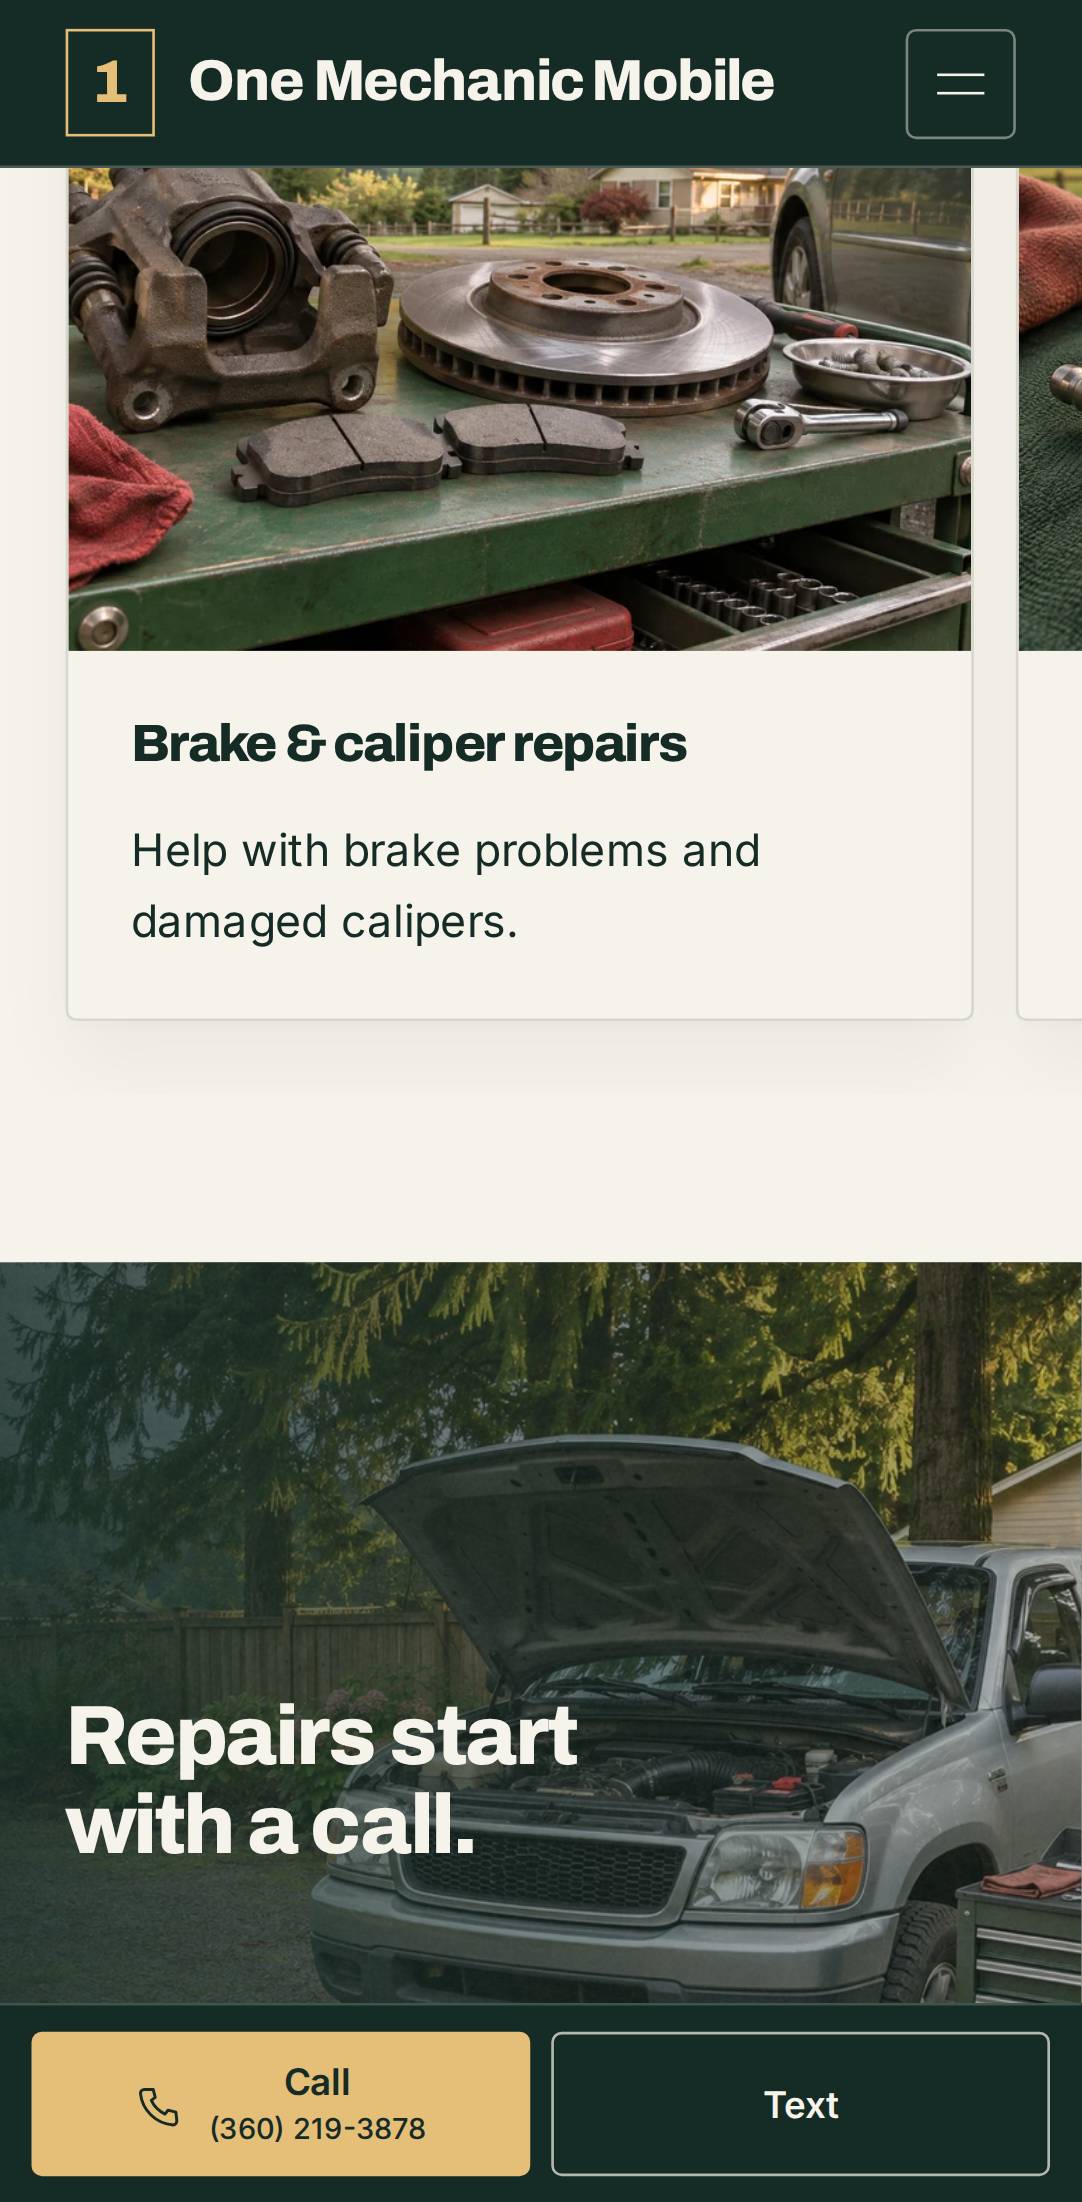 1
One Mechanic Mobile
Brake & caliper repairs
Help with brake problems and
damaged calipers.
Repairs start
with a call.
Call
(360) 219-3878
Text